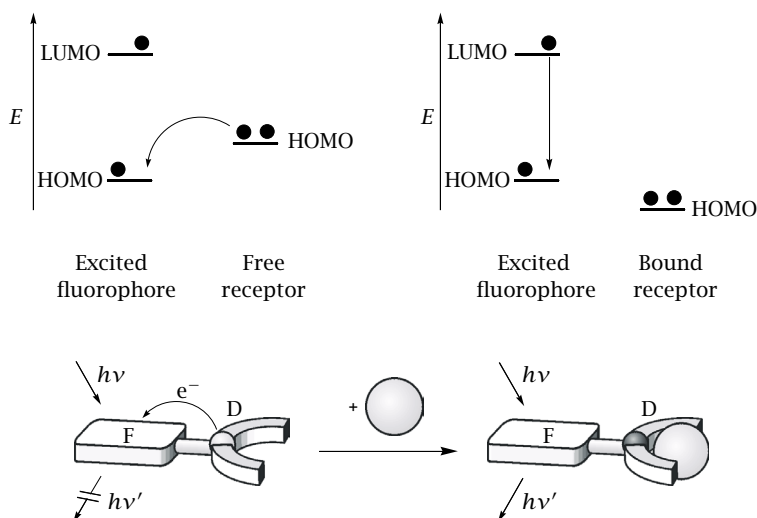 LUMO
E
HOMO
HOMO
Excited
fluorophore
Free
receptor
LUMO
E
HOMO
HOMO
Excited
fluorophore
Bound
receptor
hν
e⁻
D
F
hν′
+
hν
D
F
hν′